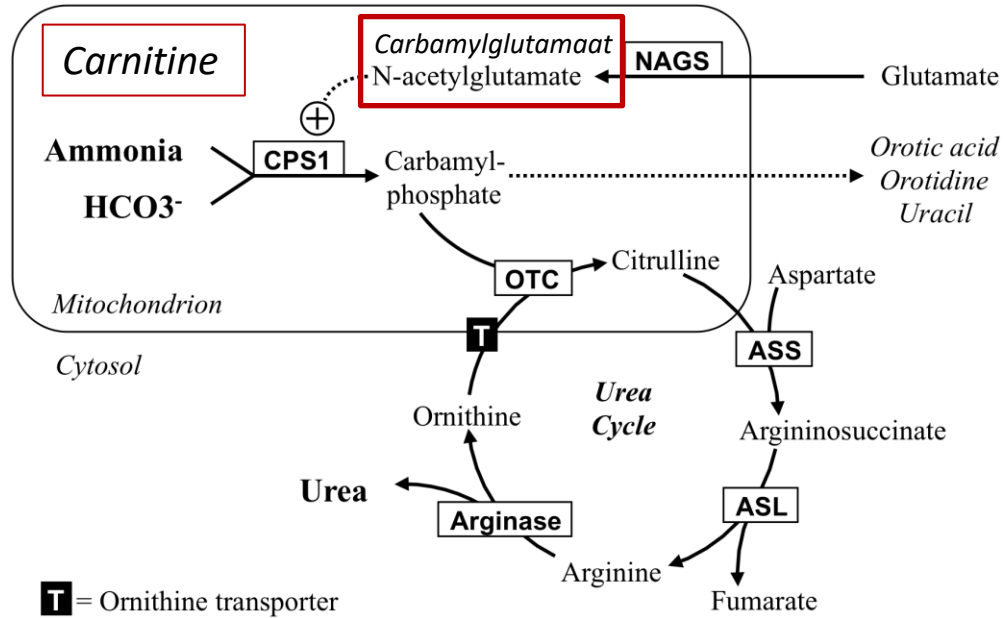 Carnitine
Carbamylglutamaat
N-acetylglutamate
NAGS
Glutamate
+
Ammonia
HCO3-
CPS1
Carbamyl-
phosphate
Orotic acid
Orotidine
Uracil
OTC
Citrulline
Aspartate
Mitochondrion
T
ASS
Cytosol
Ornithine
Urea
Cycle
Argininosuccinate
Urea
Arginase
ASL
Arginine
Fumarate
T = Ornithine transporter